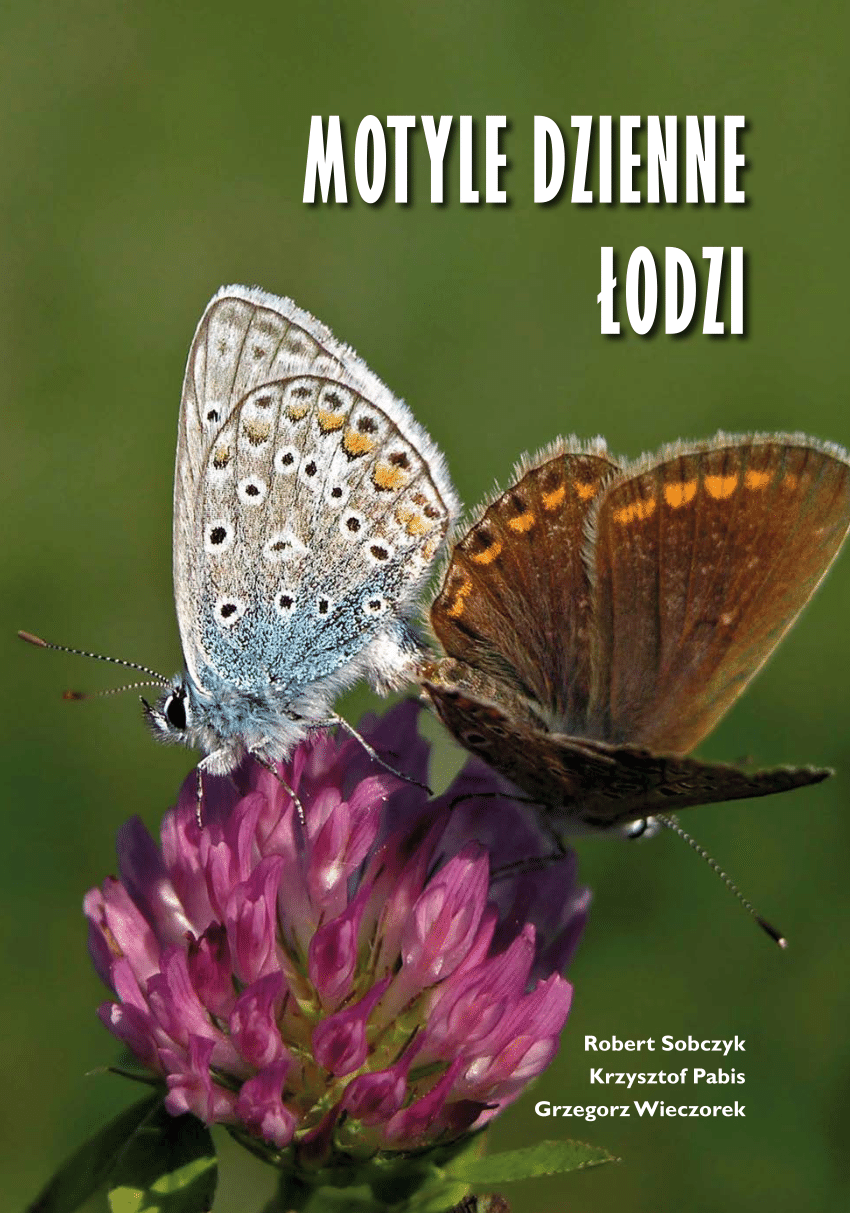 MOTYLE DZIENNE
ŁODZI
Robert Sobczyk
Krzysztof Pabis
Grzegorz Wieczorek